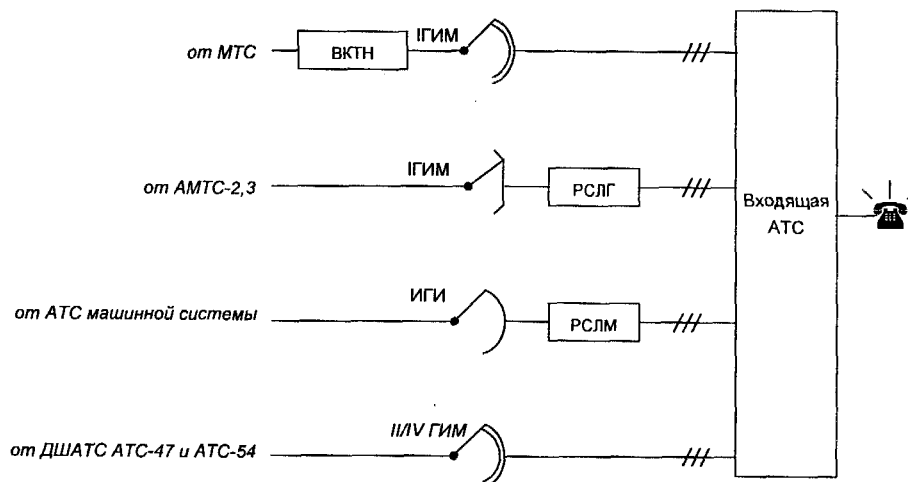 IГИМ
от МТС
ВКТН
IГИМ
от АМТС-2,3
РСЛГ
Входящая
АТС
ИГИ
от АТС машинной системы
РСЛМ
II/IV ГИМ
от ДШАТС АТС-47 и АТС-54